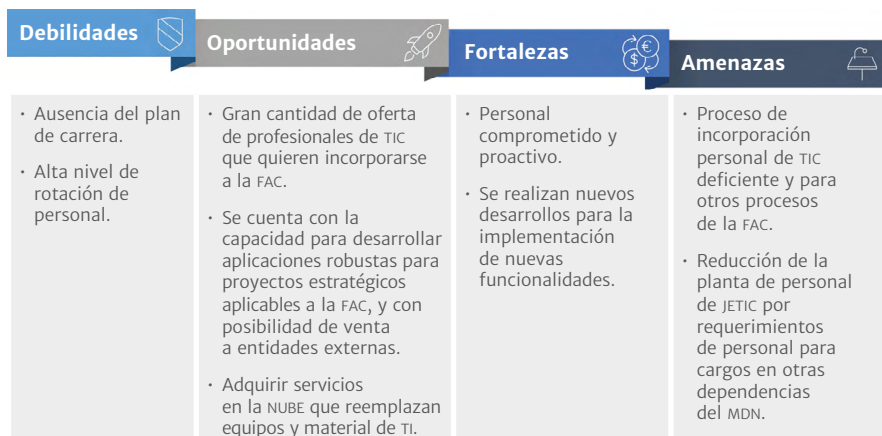 Debilidades
· Ausencia del plan
de carrera.
· Alta nivel de
rotación de
personal.
Oportunidades
· Gran cantidad de oferta
de profesionales de TIC
que quieren incorporarse
a la FAC.
· Se cuenta con la
capacidad para desarrollar
aplicaciones robustas para
proyectos estratégicos
aplicables a la FAC, y con
posibilidad de venta
a entidades externas.
· Adquirir servicios
en la NUBE que reemplazan
equipos y material de TI.
Fortalezas
€
$
· Personal
comprometido y
proactivo.
· Se realizan nuevos
desarrollos para la
implementación
de nuevas
funcionalidades.
Amenazas
· Proceso de
incorporación
personal de TIC
deficiente y para
otros procesos
de la FAC.
· Reducción de la
planta de personal
de JETIC por
requerimientos
de personal para
cargos en otras
dependencias
del MDN.